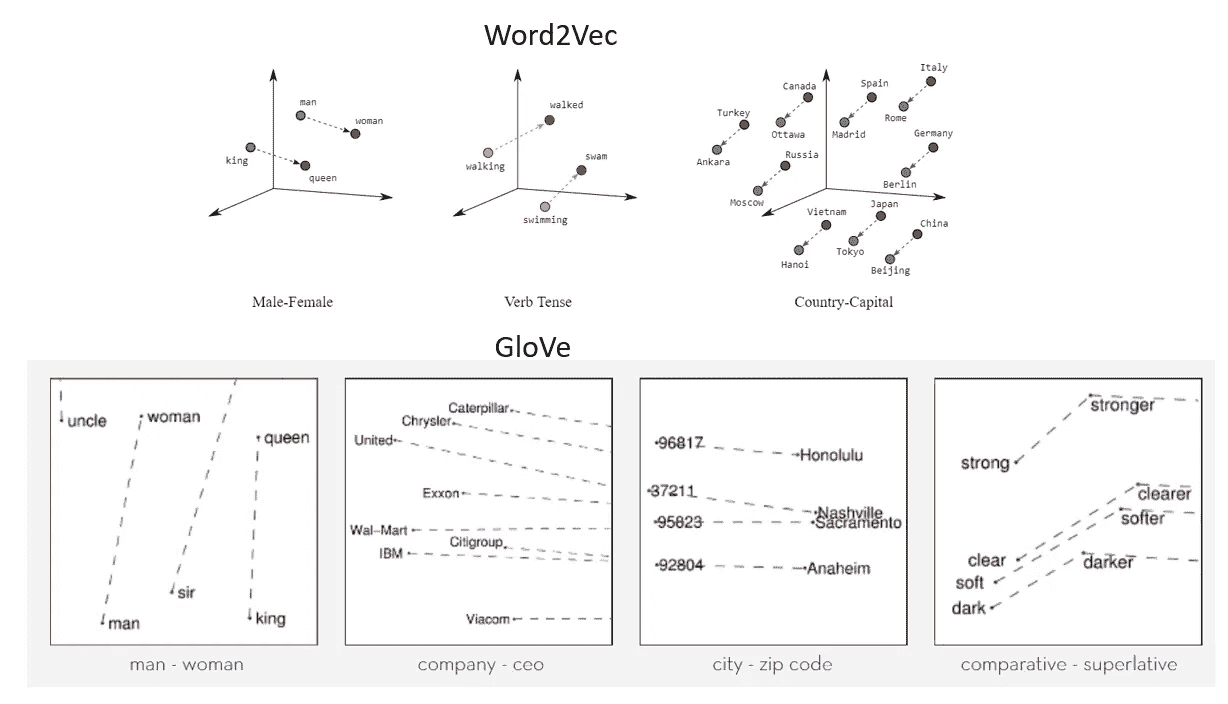 Word2Vec
man
woman
king
queen
Male-Female
walked
walking
swam
swimming
Verb Tense
Italy
Canada
Spain
Rome
Turkey
Ottawa
Madrid
Germany
Ankara
Russia
Berlin
Moscow
Vietnam
Japan
China
Hanoi
Tokyo
Beijing
Country-Capital
GloVe
uncle
woman
queen
sir
man
king
man - woman
Caterpillar
Chrysler
United
Exxon
Wal-Mart
Citigroup
IBM
Viacom
company - ceo
96817
Honolulu
37211
Nashville
95823
Sacramento
92804
Anaheim
city - zip code
stronger
strong
clearer
softer
clear
darker
soft
dark
comparative - superlative